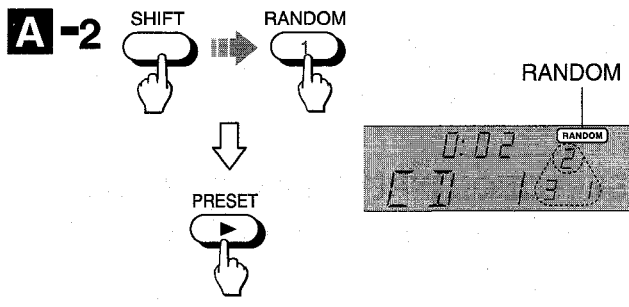 A-2
SHIFT
RANDOM
1
PRESET
RANDOM
RANDOM
0:02 2
CD 1 3 1